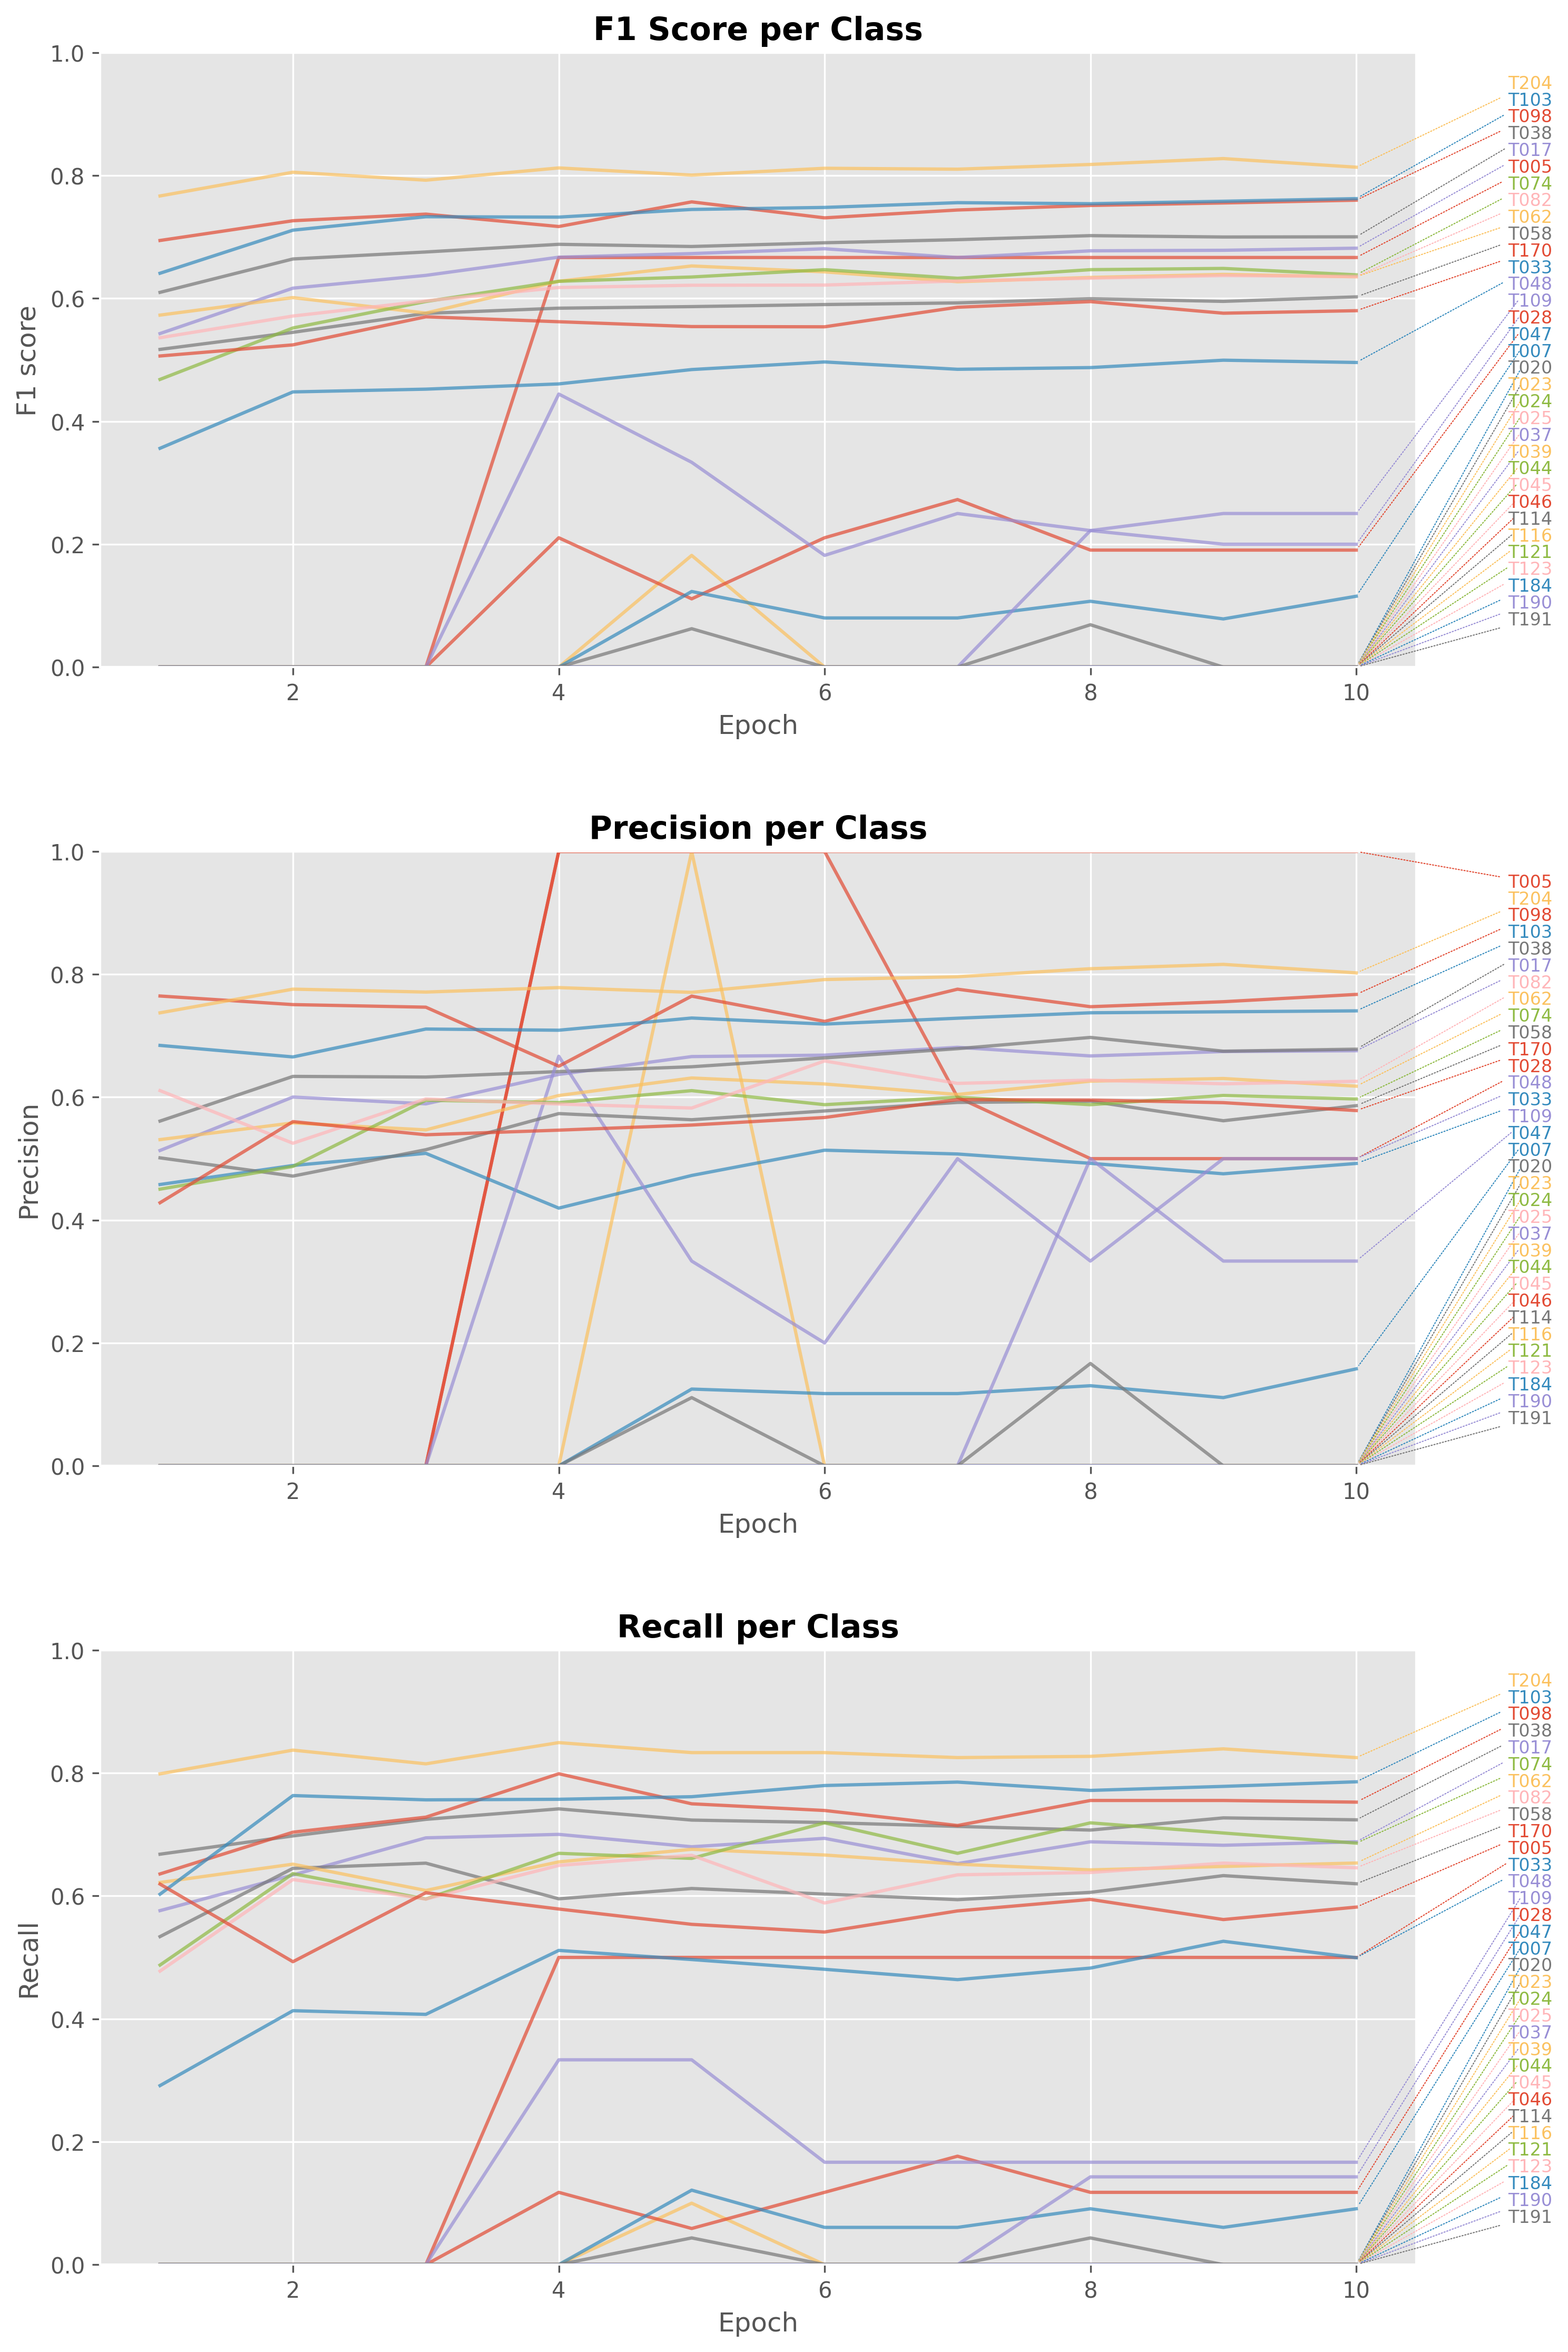 F1 Score per Class
1.0
0.8
0.6
0.4
0.2
0.0
F1 score
2 4 6 8 10
Epoch
T204
T103
T098
T038
T017
T005
T074
T082
T062
T058
T170
T033
T048
T109
T028
T047
T007
T020
T023
T024
T025
T037
T039
T044
T045
T046
T114
T116
T121
T123
T184
T190
T191
Precision per Class
1.0
0.8
0.6
0.4
0.2
0.0
Precision
2 4 6 8 10
Epoch
T005
T204
T098
T103
T038
T017
T082
T062
T074
T058
T170
T028
T048
T033
T109
T047
T007
T020
T023
T024
T025
T037
T039
T044
T045
T046
T114
T116
T121
T123
T184
T190
T191
Recall per Class
1.0
0.8
0.6
0.4
0.2
0.0
Recall
2 4 6 8 10
Epoch
T204
T103
T098
T038
T017
T074
T062
T082
T058
T170
T005
T033
T048
T109
T028
T047
T007
T020
T023
T024
T025
T037
T039
T044
T045
T046
T114
T116
T121
T123
T184
T190
T191